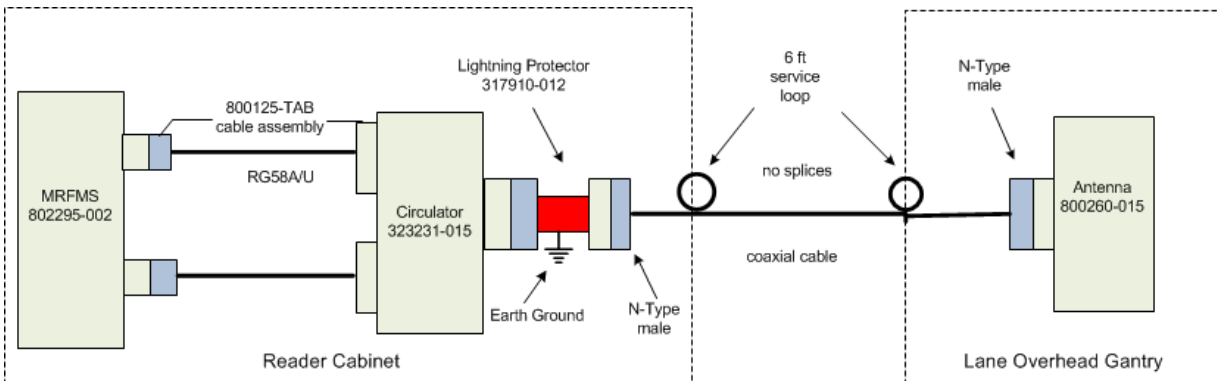 Lightning Protector
317910-012
6 ft
service
loop
N-Type
male
800125-TAB
cable assembly
RG58A/U
MRFMS
802295-002
Circulator
323231-015
no splices
coaxial cable
Antenna
800260-015
Earth Ground
N-Type
male
Reader Cabinet
Lane Overhead Gantry